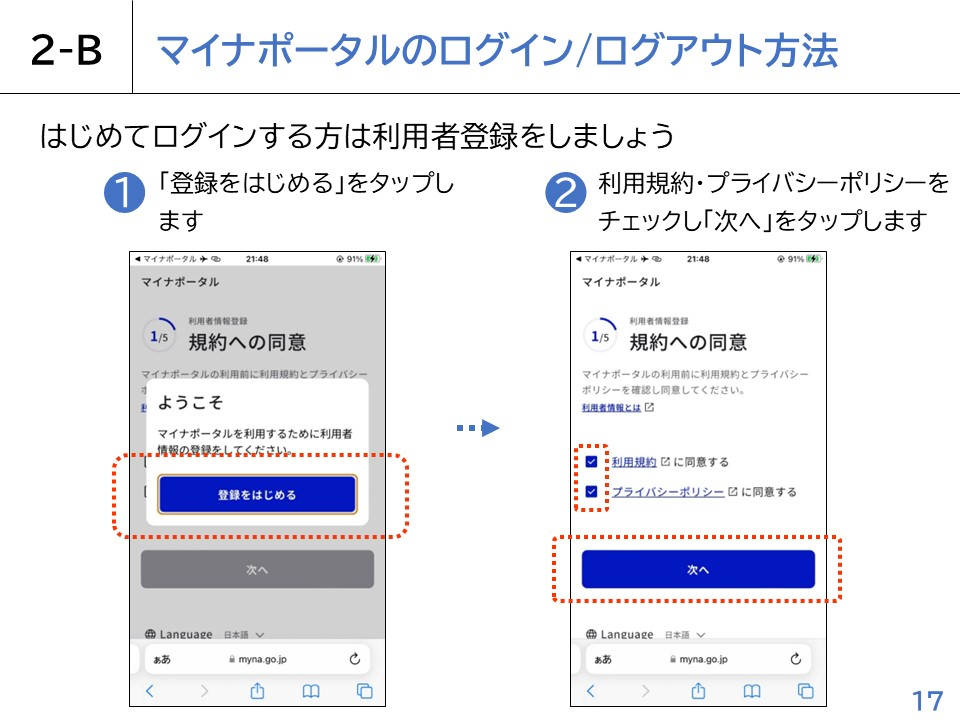 2-B
マイナポータルのログイン/ログアウト方法
はじめてログインする方は利用者登録をしましょう
1
「登録をはじめる」をタップし
ます
2
利用規約・プライバシーポリシーを
チェックし「次へ」をタップします
マイナポータル
21:48
91%
マイナポータル
1/5
利用者情報登録
規約への同意
マイナポータルの利用前に利用規約とプライバシー
ようこそ
マイナポータルを利用するために利用者
情報の登録をしてください。
登録をはじめる
次へ
Language 日本語
ぁあ
myna.go.jp
マイナポータル
21:48
91%
マイナポータル
1/5
利用者情報登録
規約への同意
マイナポータルの利用前に利用規約とプライバシー
ポリシーを確認し同意してください。
利用者情報とは
利用規約 に同意する
プライバシーポリシー に同意する
次へ
Language 日本語
ぁあ
myna.go.jp
17